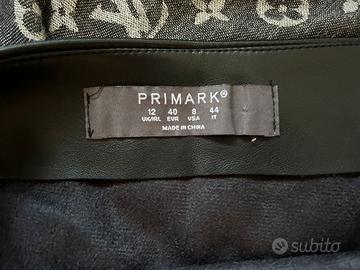 PRIMARK®
12 40 8 44
UK/IRL EUR USA IT
MADE IN CHINA
subito